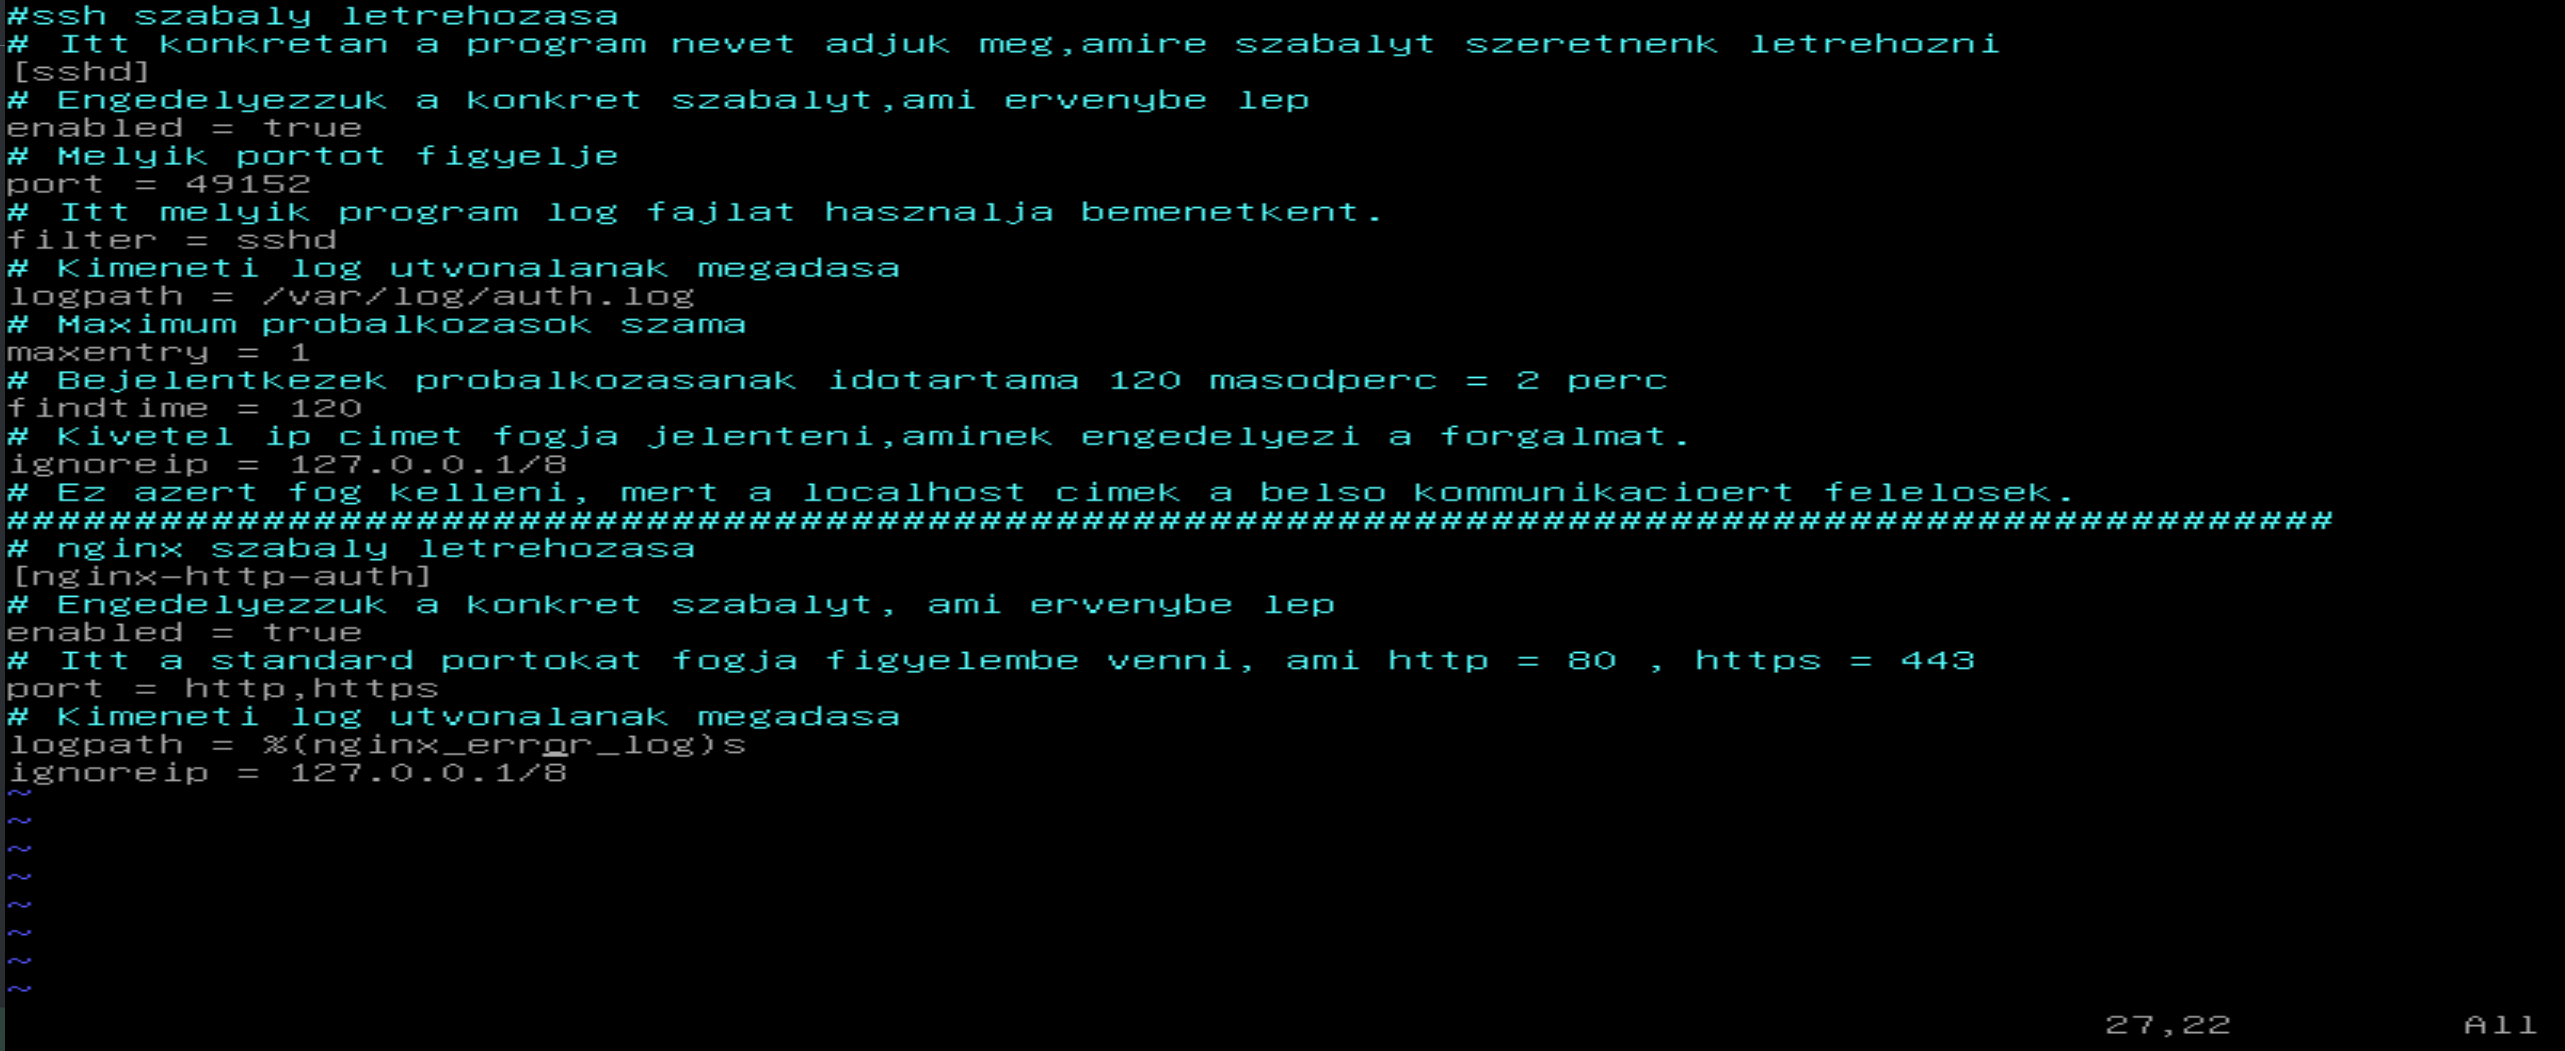 #ssh szabaly letrehozasa
# Itt konkretan a program nevet adjuk meg,amire szabalyt szeretnenk letrehozni
[sshd]
# Engedelyezzuk a konkret szabalyt,ami ervenybe lep
enabled = true
# Melyik portot figyelje
port = 49152
# Itt melyik program log fajlat hasznalja bemenetkent.
filter = sshd
# Kimeneti log utvonalanak megadasa
logpath = /var/log/auth.log
# Maximum probalkozasok szama
maxentry = 1
# Bejelentkezek probalkozasanak idotartama 120 masodperc = 2 perc
findtime = 120
# Kivetel ip cimet fogja jelenteni,aminek engedelyezi a forgalmat.
ignoreip = 127.0.0.1/8
# Ez azert fog kelleni, mert a localhost cimek a belso kommunikacioert felelosek.
###########################################################################################
# nginx szabaly letrehozasa
[nginx-http-auth]
# Engedelyezzuk a konkret szabalyt, ami ervenybe lep
enabled = true
# Itt a standard portokat fogja figyelembe venni, ami http = 80 , https = 443
port = http,https
# Kimeneti log utvonalanak megadasa
logpath = %(nginx_error_log)s
ignoreip = 127.0.0.1/8
~
~
~
~
~
~
~
~
27,22 All